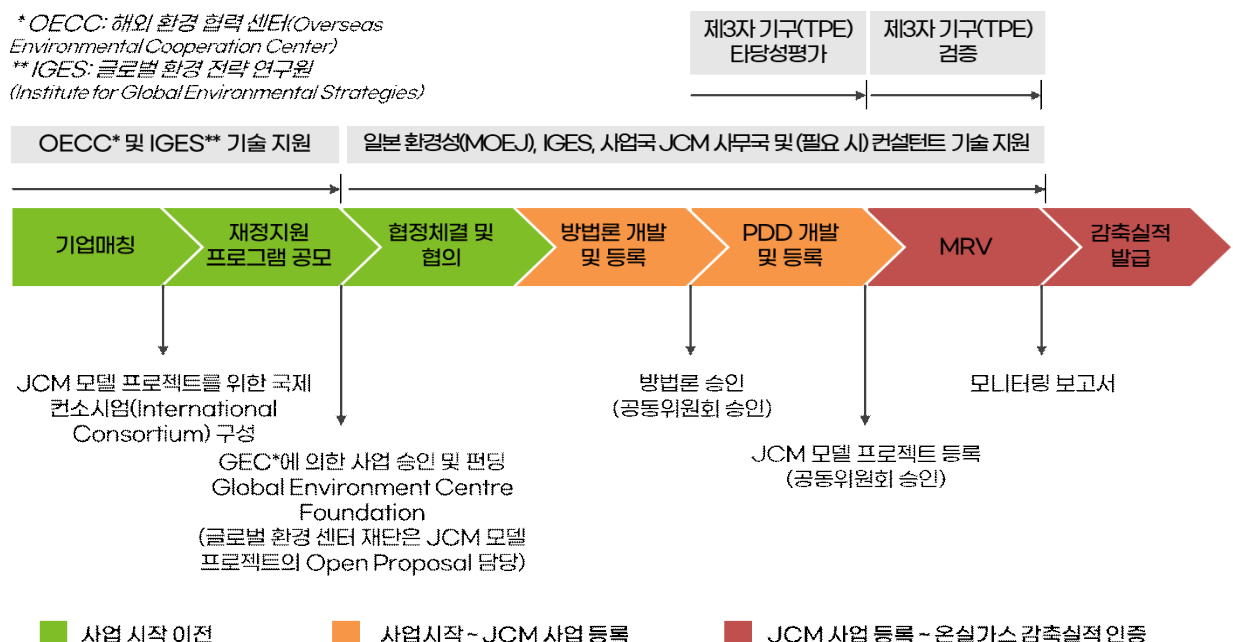 * OECC: 해외 환경 협력 센터(Overseas
Environmental Cooperation Center)
** IGES: 글로벌 환경 전략 연구원
(Institute for Global Environmental Strategies)
제3자 기구(TPE)
타당성평가
제3자 기구(TPE)
검증
OECC* 및 IGES** 기술 지원
일본 환경성(MOEJ), IGES, 사업국 JCM 사무국 및 (필요 시) 컨설턴트 기술 지원
기업매칭
재정지원
프로그램 공모
협정체결 및
협의
방법론 개발
및 등록
PDD 개발
및 등록
MRV
감축실적
발급
JCM 모델 프로젝트를 위한 국제
컨소시엄(International
Consortium) 구성
GEC*에 의한 사업 승인 및 펀딩
Global Environment Centre
Foundation
(글로벌 환경 센터 재단은 JCM 모델
프로젝트의 Open Proposal 담당)
방법론 승인
(공동위원회 승인)
JCM 모델 프로젝트 등록
(공동위원회 승인)
모니터링 보고서
사업 시작 이전
사업시작 ~ JCM 사업 등록
JCM 사업 등록 ~ 온실가스 감축실적 인증